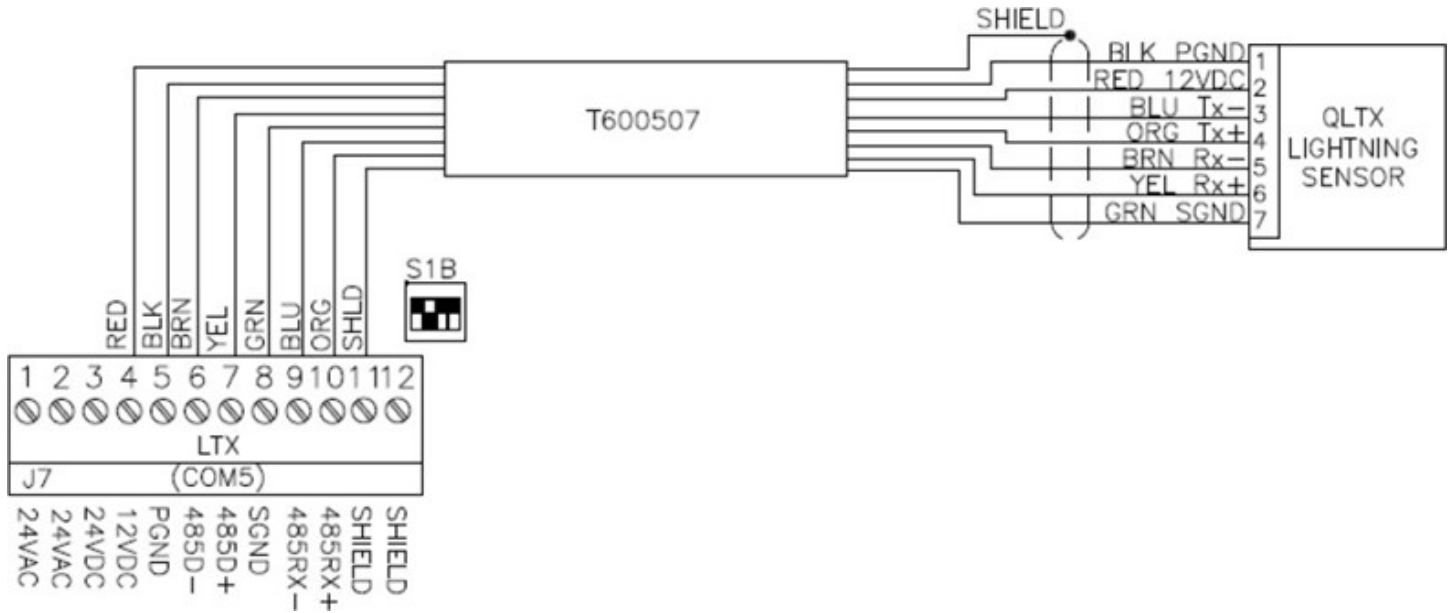 SHIELD
BLK PGND 1
RED 12VDC 2
BLU Tx- 3
ORG Tx+ 4
BRN Rx- 5
YEL Rx+ 6
GRN SGND 7
T600507
QLTX
LIGHTNING
SENSOR
S1B
RED
BLK
BRN
YEL
GRN
BLU
ORG
SHLD
1 2 3 4 5 6 7 8 9 10 11 12
LTX
J7 (COM5)
24VAC
24VAC
24VDC
12VDC
PGND
485D-
485D+
SGND
485RX-
485RX+
SHIELD
SHIELD